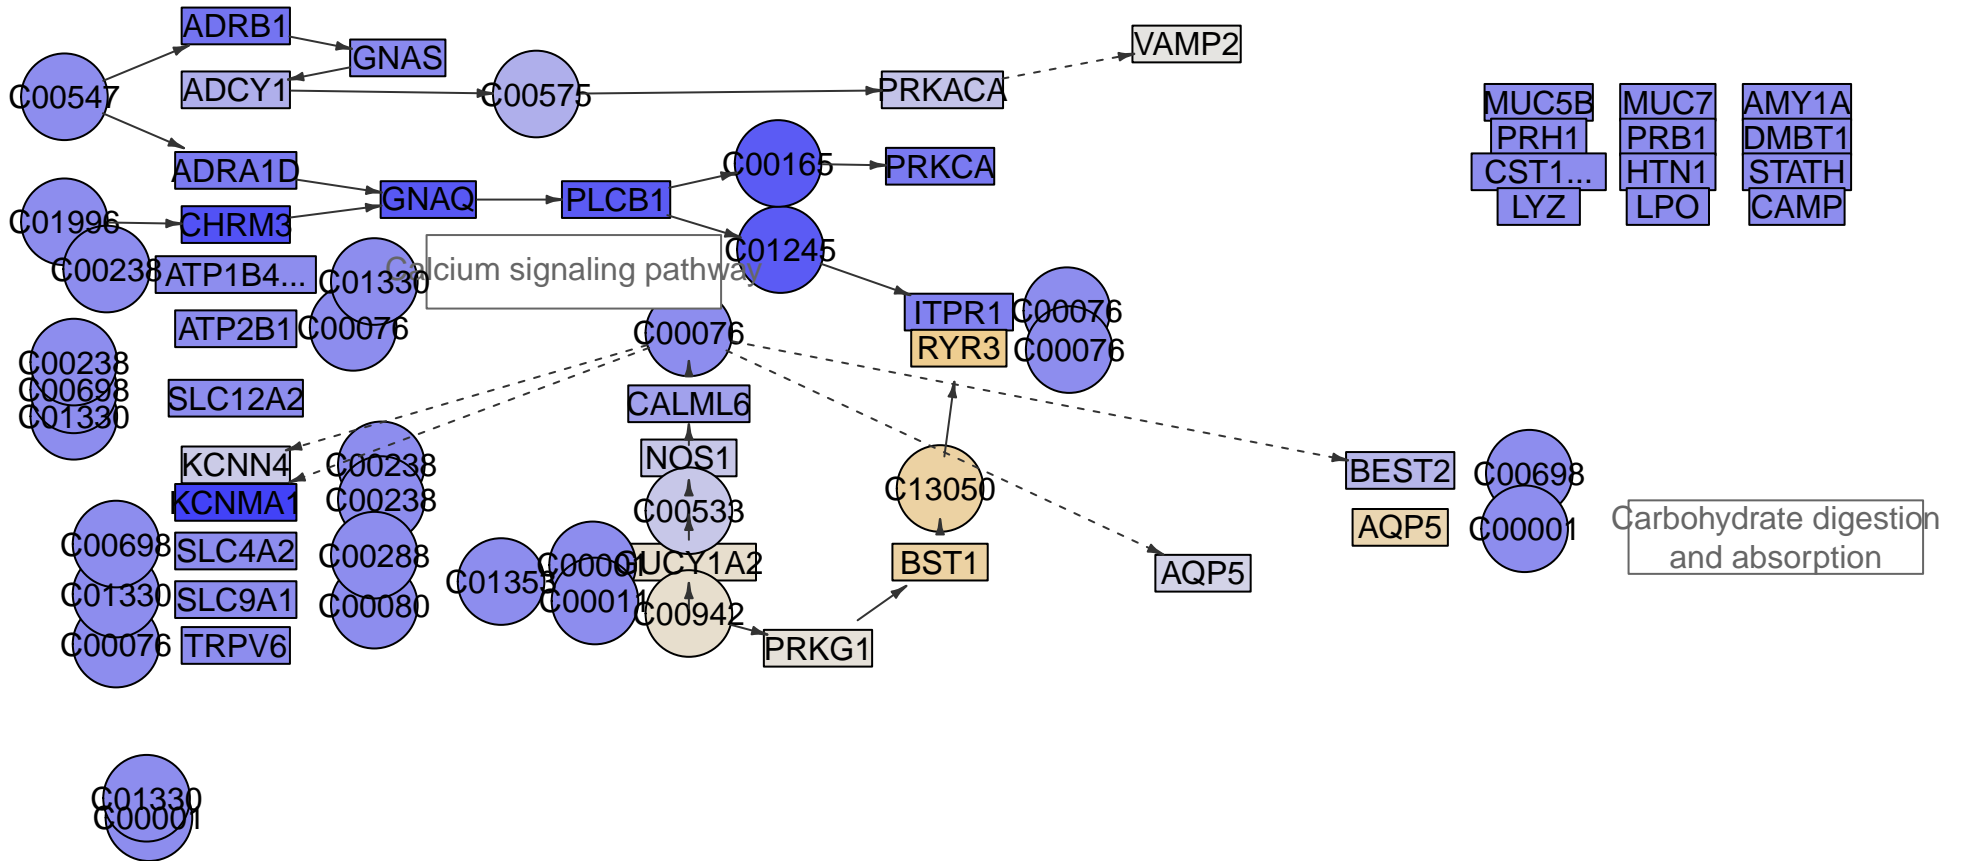 ADRB1
GNAS
VAMP2
C00547
ADCY1
C00575
PRKACA
MUC5B
MUC7
AMY1A
PRH1
PRB1
DMBT1
ADRA1D
C00165
PRKCA
CST1...
HTN1
STATH
GNAQ
PLCB1
LYZ
LPO
CAMP
C01996
CHRM3
C01245
C00238
ATP1B4...
C01330
Calcium signaling pathway
ITPR1
C00076
ATP2B1
C00076
C00076
RYR3
C00076
C00238
C00698
C01330
SLC12A2
CALML6
KCNN4
C00238
NOS1
BEST2
C00698
KCNMA1
C00238
C00533
C13050
AQP5
C00001
Carbohydrate digestion
and absorption
C00698
SLC4A2
C00288
C00001
GUCY1A2
BST1
AQP5
C01353
C01330
SLC9A1
C00080
C00011
C00942
C00076
TRPV6
PRKG1
C01330
C00001